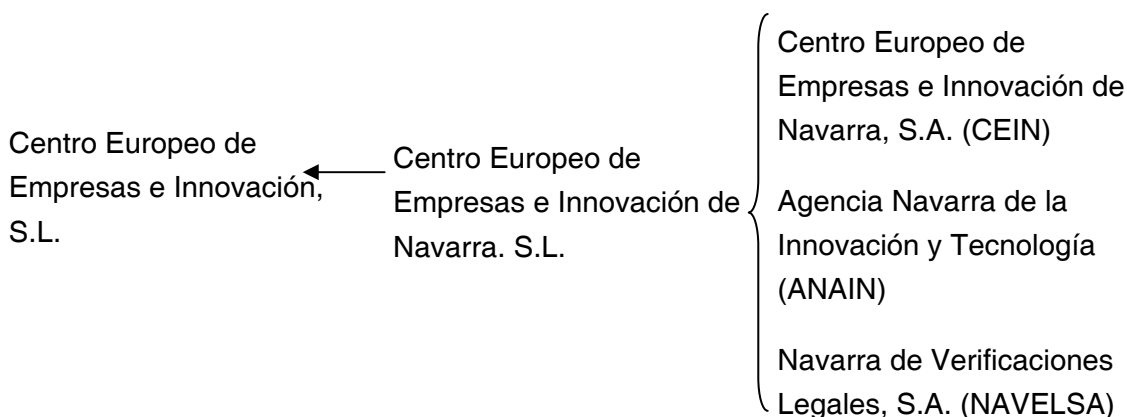 Centro Europeo de
Empresas e Innovación,
S.L.
Centro Europeo de
Empresas e Innovación de
Navarra. S.L.
Centro Europeo de
Empresas e Innovación de
Navarra, S.A. (CEIN)
Agencia Navarra de la
Innovación y Tecnología
(ANAIN)
Navarra de Verificaciones
Legales, S.A. (NAVELSA)